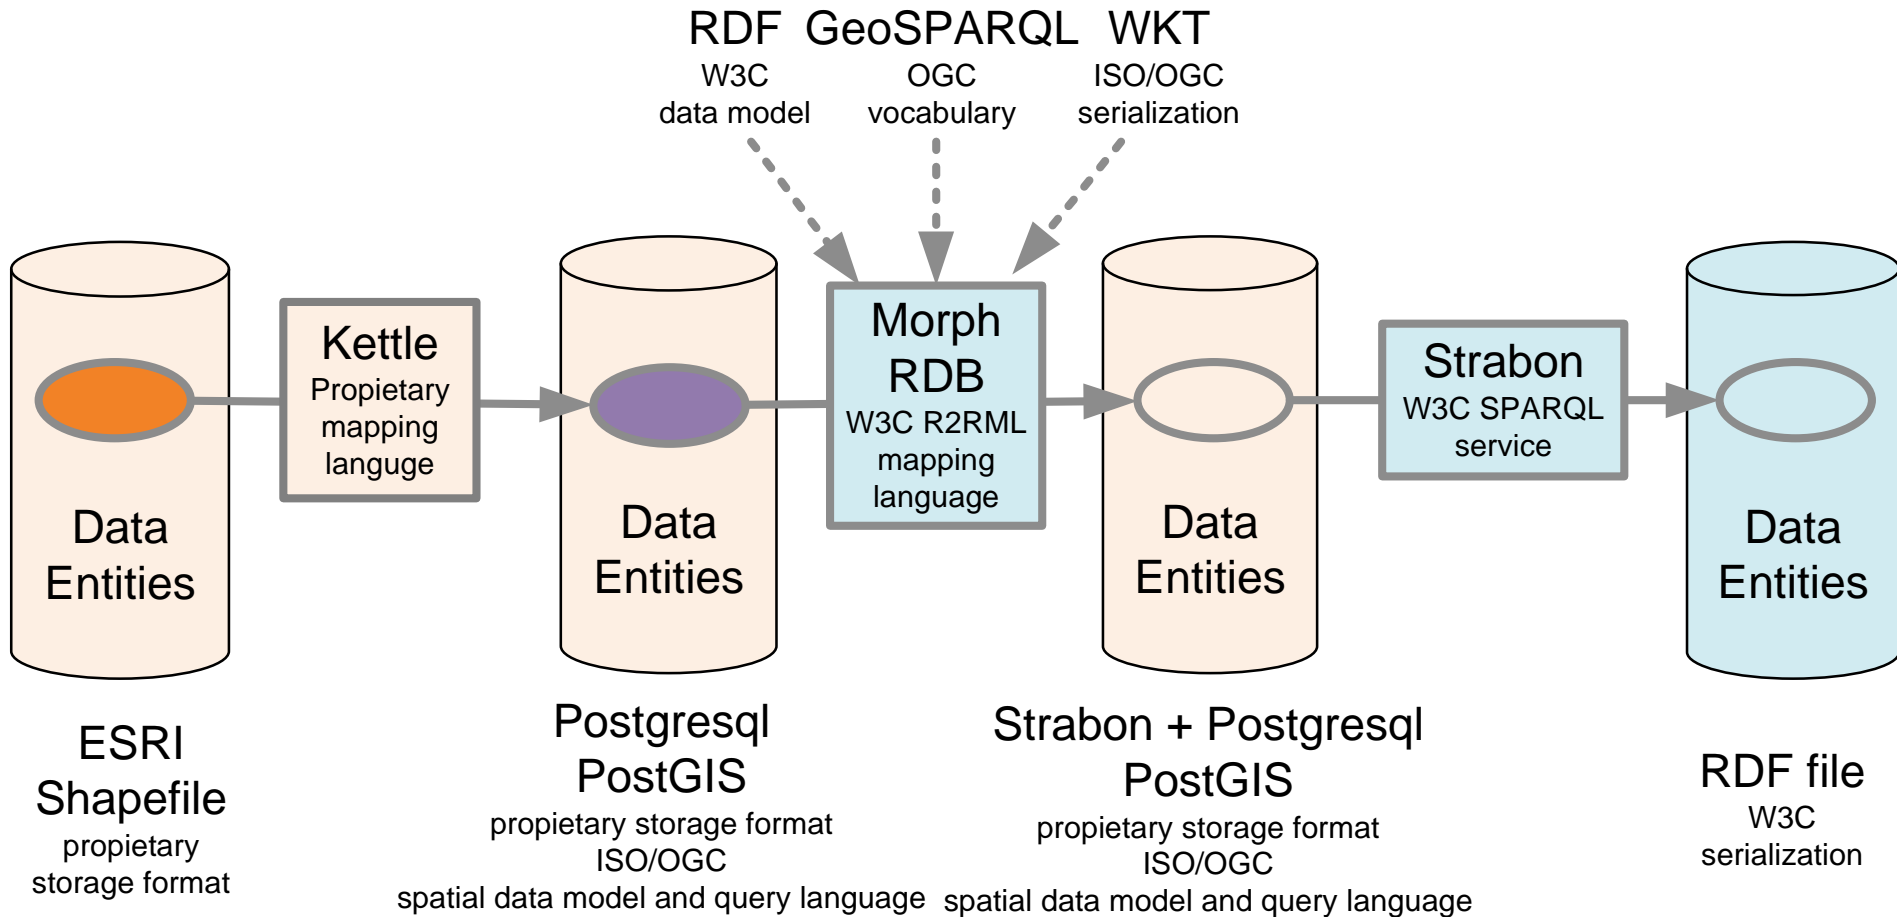 RDF GeoSPARQL WKT
W3C OGC ISO/OGC
data model vocabulary serialization
Kettle
Propietary
mapping
languge
Morph
RDB
W3C R2RML
mapping
language
Strabon
W3C SPARQL
service
Data
Entities
Data
Entities
Data
Entities
Data
Entities
ESRI
Shapefile
propietary
storage format
Postgresql
PostGIS
propietary storage format
ISO/OGC
spatial data model and query language
Strabon + Postgresql
PostGIS
propietary storage format
ISO/OGC
spatial data model and query language
RDF file
W3C
serialization